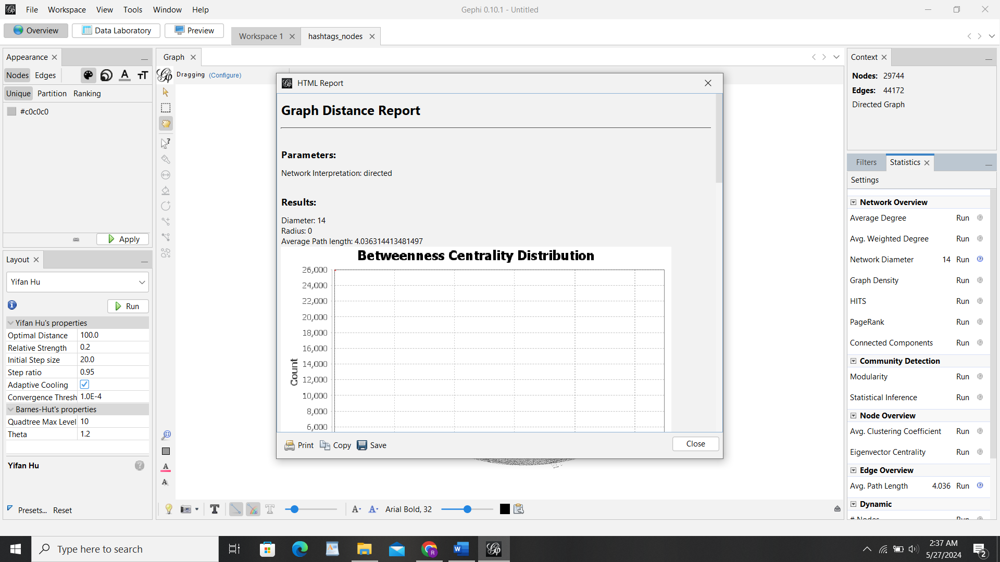 File Workspace View Tools Window Help
Gephi 0.10.1 - Untitled
Overview Data Laboratory Preview
Workspace 1 hashtags_nodes
Appearance
Nodes Edges
Unique Partition Ranking
#c0c0c0
Apply
Layout
Yifan Hu
Run
Yifan Hu's properties
Optimal Distance 100.0
Relative Strength 0.2
Initial Step size 20.0
Step ratio 0.95
Adaptive Cooling
Convergence Thresh 1.0E-4
Barnes-Hut's properties
Quadtree Max Level 10
Theta 1.2
Yifan Hu
Presets... Reset
Graph
Dragging (Configure)
HTML Report
Graph Distance Report
Parameters:
Network Interpretation: directed
Results:
Diameter: 14
Radius: 0
Average Path length: 4.036314413481497
Betweenness Centrality Distribution
26,000
24,000
22,000
20,000
18,000
16,000
14,000
12,000
10,000
8,000
6,000
Count
Print Copy Save
Close
Arial Bold, 32
Context
Nodes: 29744
Edges: 44172
Directed Graph
Filters Statistics
Settings
Network Overview
Average Degree Run
Avg. Weighted Degree Run
Network Diameter 14 Run
Graph Density Run
HITS Run
PageRank Run
Connected Components Run
Community Detection
Modularity Run
Statistical Inference Run
Node Overview
Avg. Clustering Coefficient Run
Eigenvector Centrality Run
Edge Overview
Avg. Path Length 4.036 Run
Dynamic
# Nodes Run
Type here to search
2:37 AM
5/27/2024
2